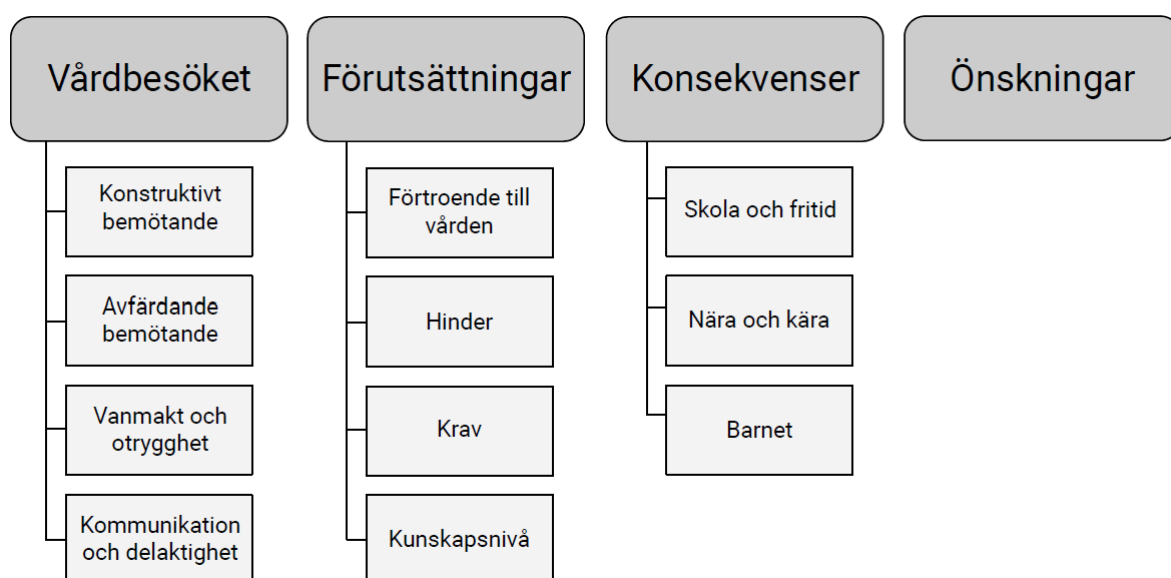 Vårdbesöket
Konstruktivt
bemötande
Avfärdande
bemötande
Vanmakt och
otrygghet
Kommunikation
och delaktighet
Förutsättningar
Förtroende till
vården
Hinder
Krav
Kunskapsnivå
Konsekvenser
Skola och fritid
Nära och kära
Barnet
Önskningar